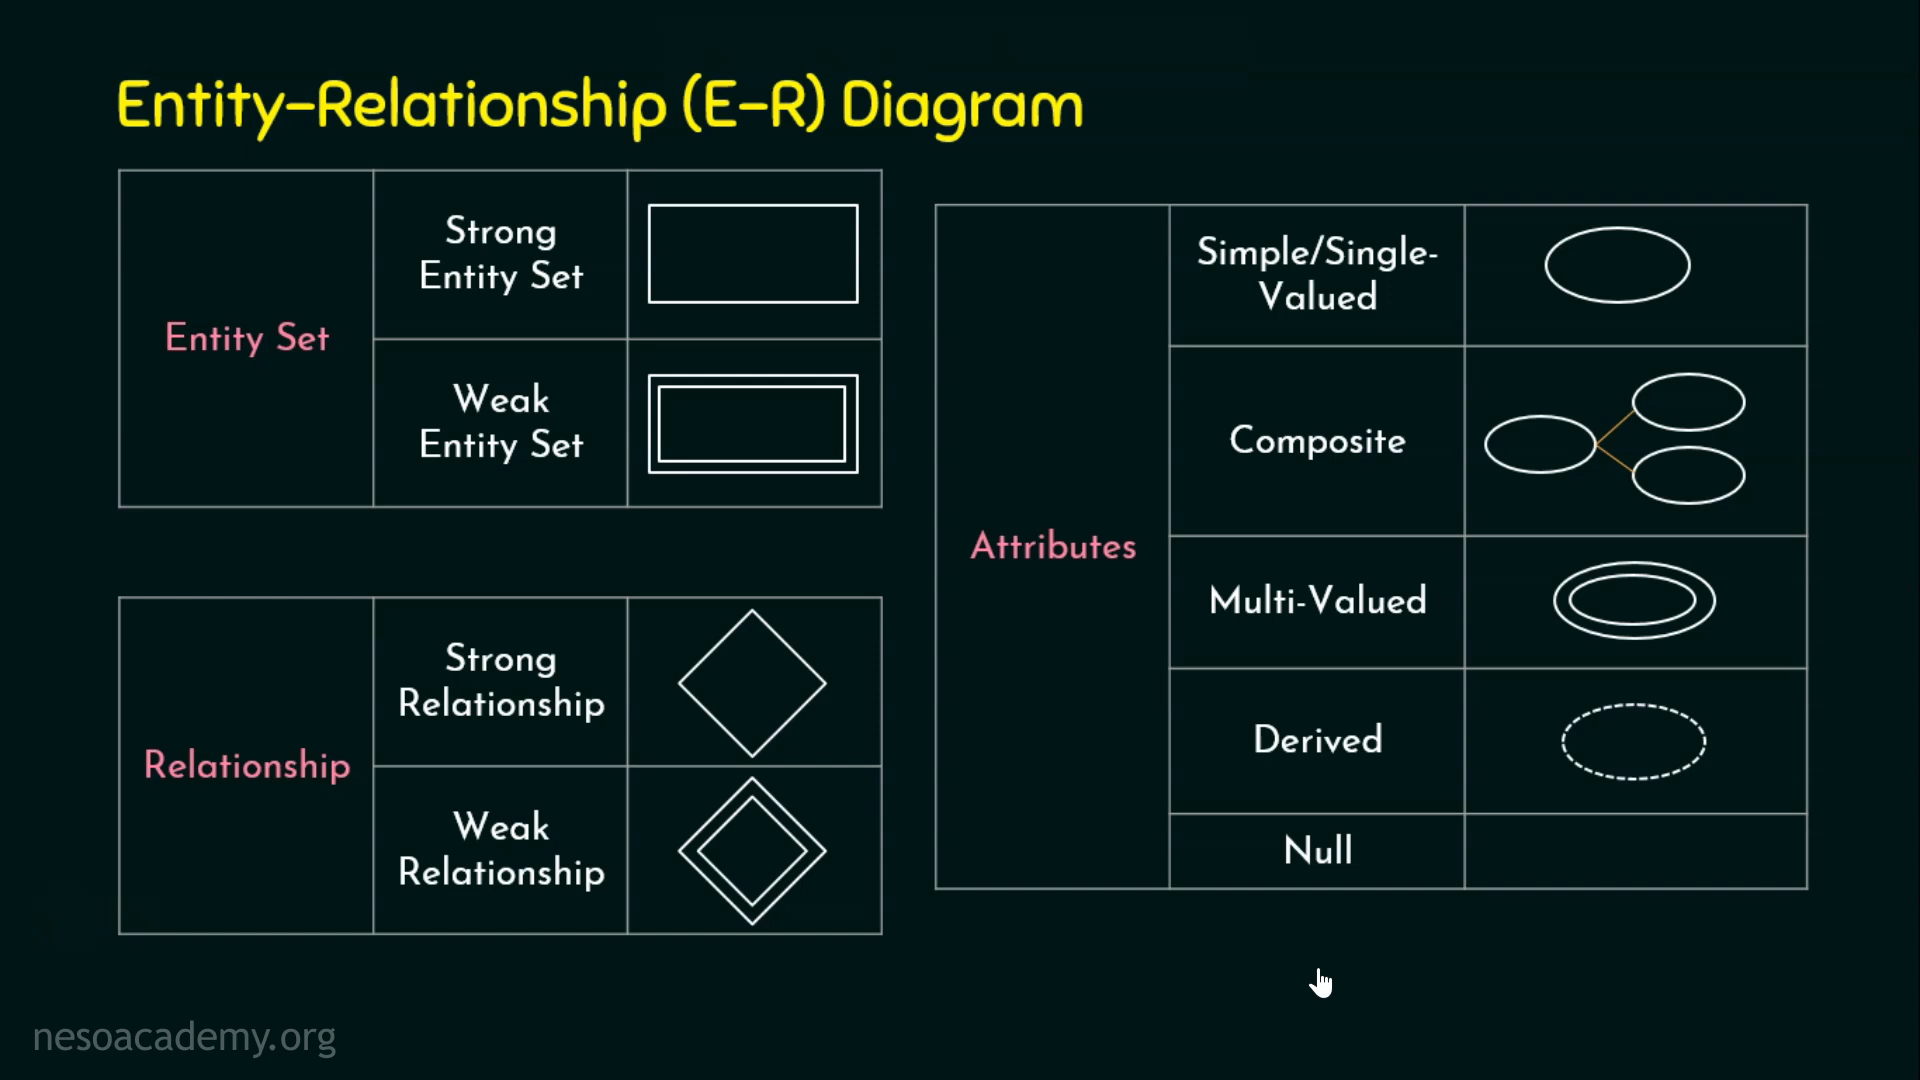 Entity-Relationship (E-R) Diagram
Entity Set
Strong
Entity Set
Weak
Entity Set
Relationship
Strong
Relationship
Weak
Relationship
Attributes
Simple/Single-
Valued
Composite
Multi-Valued
Derived
Null
nesoacademy.org